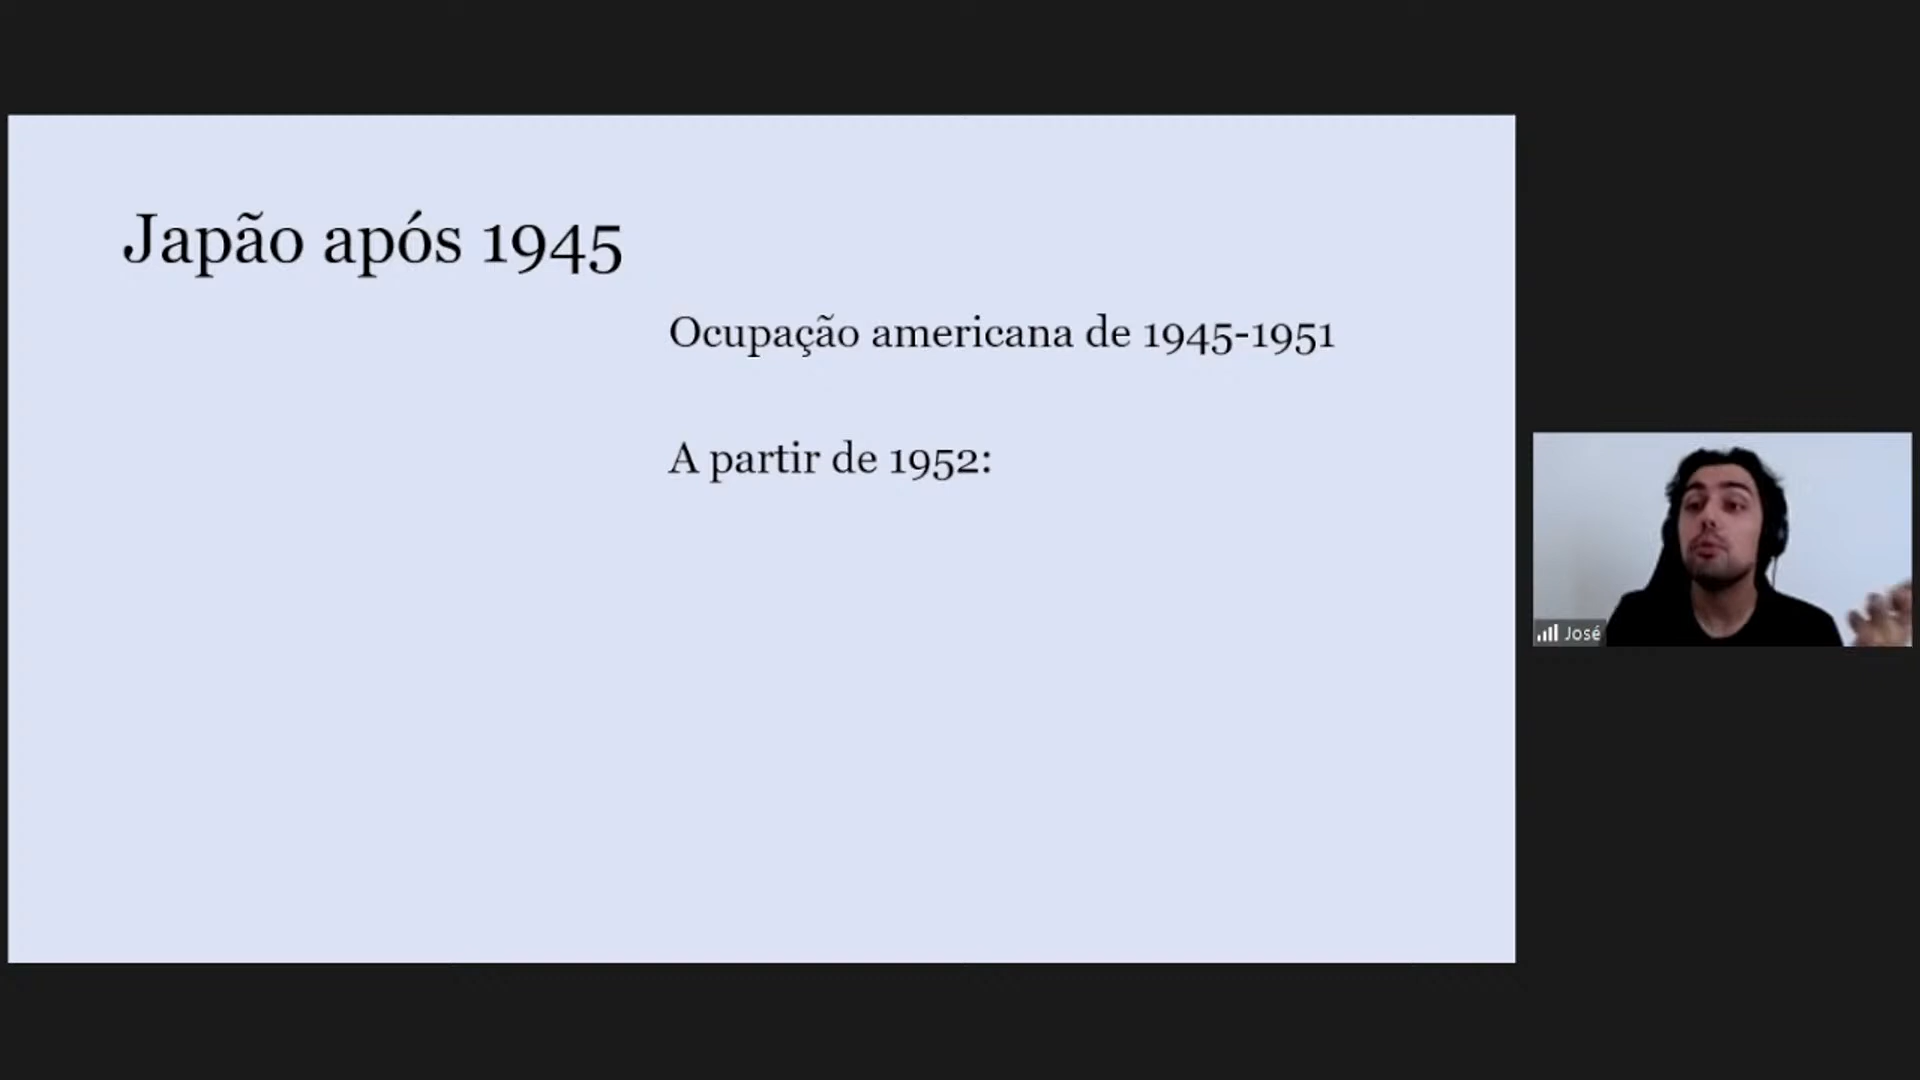 Japão após 1945
Ocupação americana de 1945-1951
A partir de 1952:
José